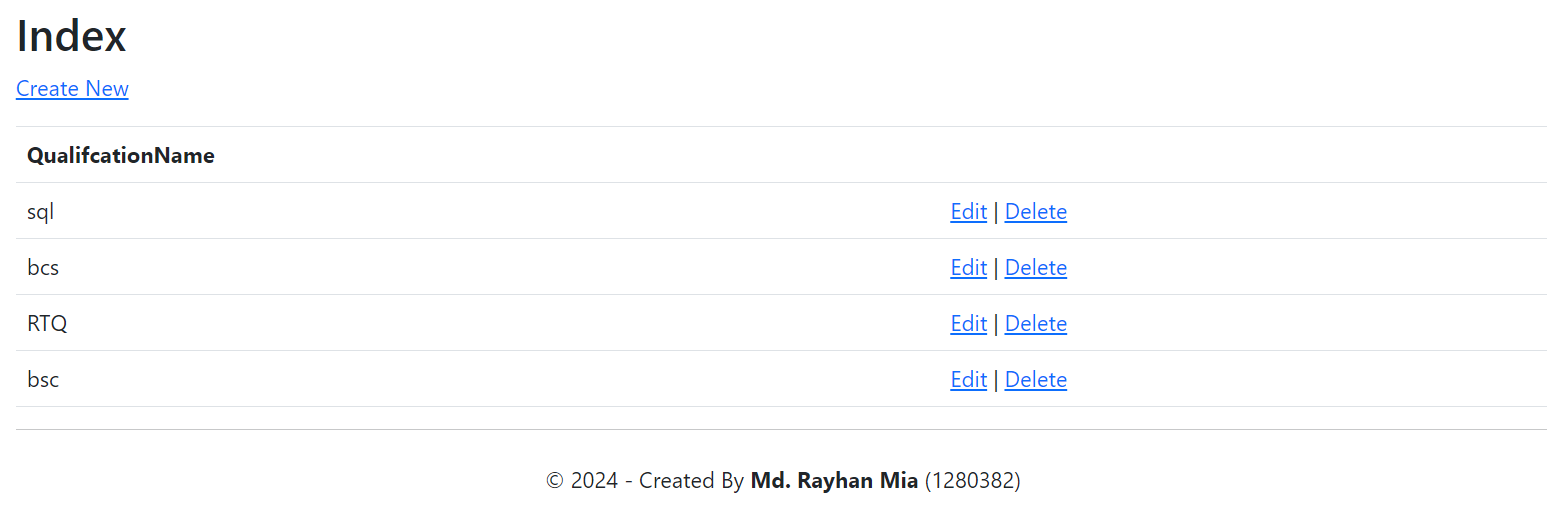 Index
Create New
QualifcationName
sql Edit | Delete
bcs Edit | Delete
RTQ Edit | Delete
bsc Edit | Delete
© 2024 - Created By Md. Rayhan Mia (1280382)